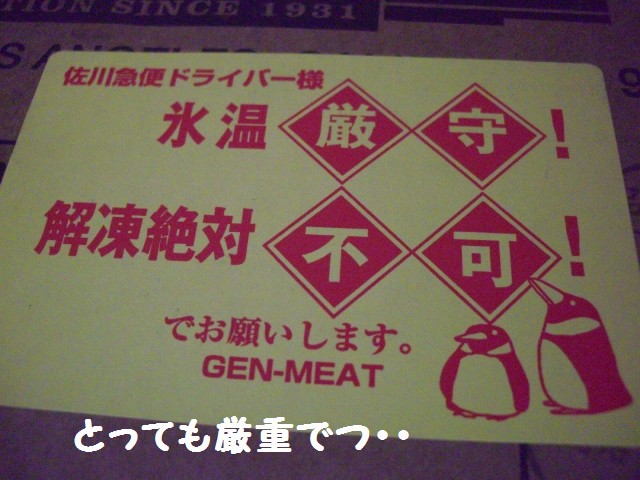 SINCE 1931
佐川急便ドライバー様
氷温厳守!
解凍絶対不可!
でお願いします。
GEN-MEAT
とっても厳重でつ・・